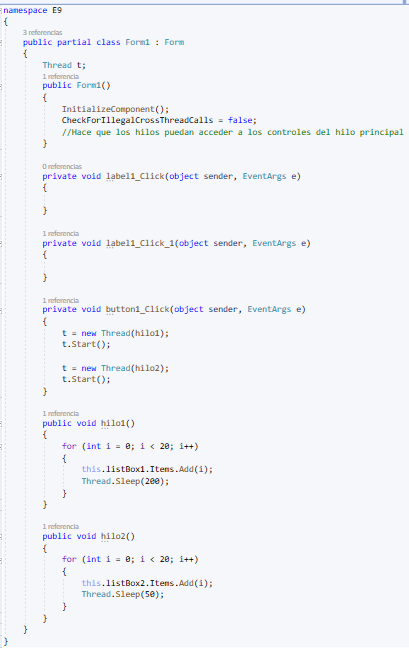 namespace E9
{
3 referencias
public partial class Form1 : Form
{
Thread t;
1 referencia
public Form1()
{
InitializeComponent();
CheckForIllegalCrossThreadCalls = false;
//Hace que los hilos puedan acceder a los controles del hilo principal
}
0 referencias
private void label1_Click(object sender, EventArgs e)
{
}
1 referencia
private void label1_Click_1(object sender, EventArgs e)
{
}
1 referencia
private void button1_Click(object sender, EventArgs e)
{
t = new Thread(hilo1);
t.Start();
t = new Thread(hilo2);
t.Start();
}
1 referencia
public void hilo1()
{
for (int i = 0; i < 20; i++)
{
this.listBox1.Items.Add(i);
Thread.Sleep(200);
}
}
1 referencia
public void hilo2()
{
for (int i = 0; i < 20; i++)
{
this.listBox2.Items.Add(i);
Thread.Sleep(50);
}
}
}
}